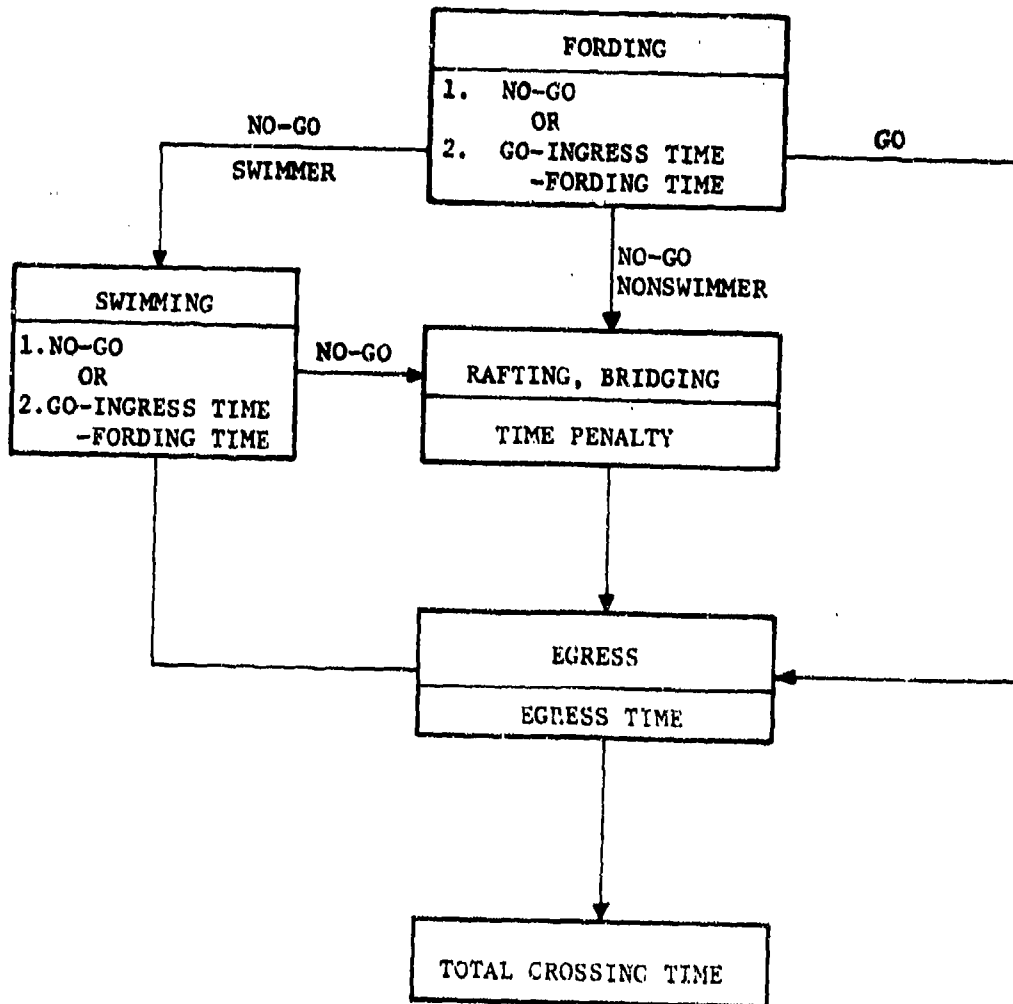 FORDING
1. NO-GO
OR
2. GO-INGRESS TIME
-FORDING TIME
NO-GO
SWIMMER
GO
NO-GO
NONSWIMMER
SWIMMING
1.NO-GO
OR
2.GO-INGRESS TIME
-FORDING TIME
NO-GO
RAFTING, BRIDGING
TIME PENALTY
EGRESS
EGRESS TIME
TOTAL CROSSING TIME